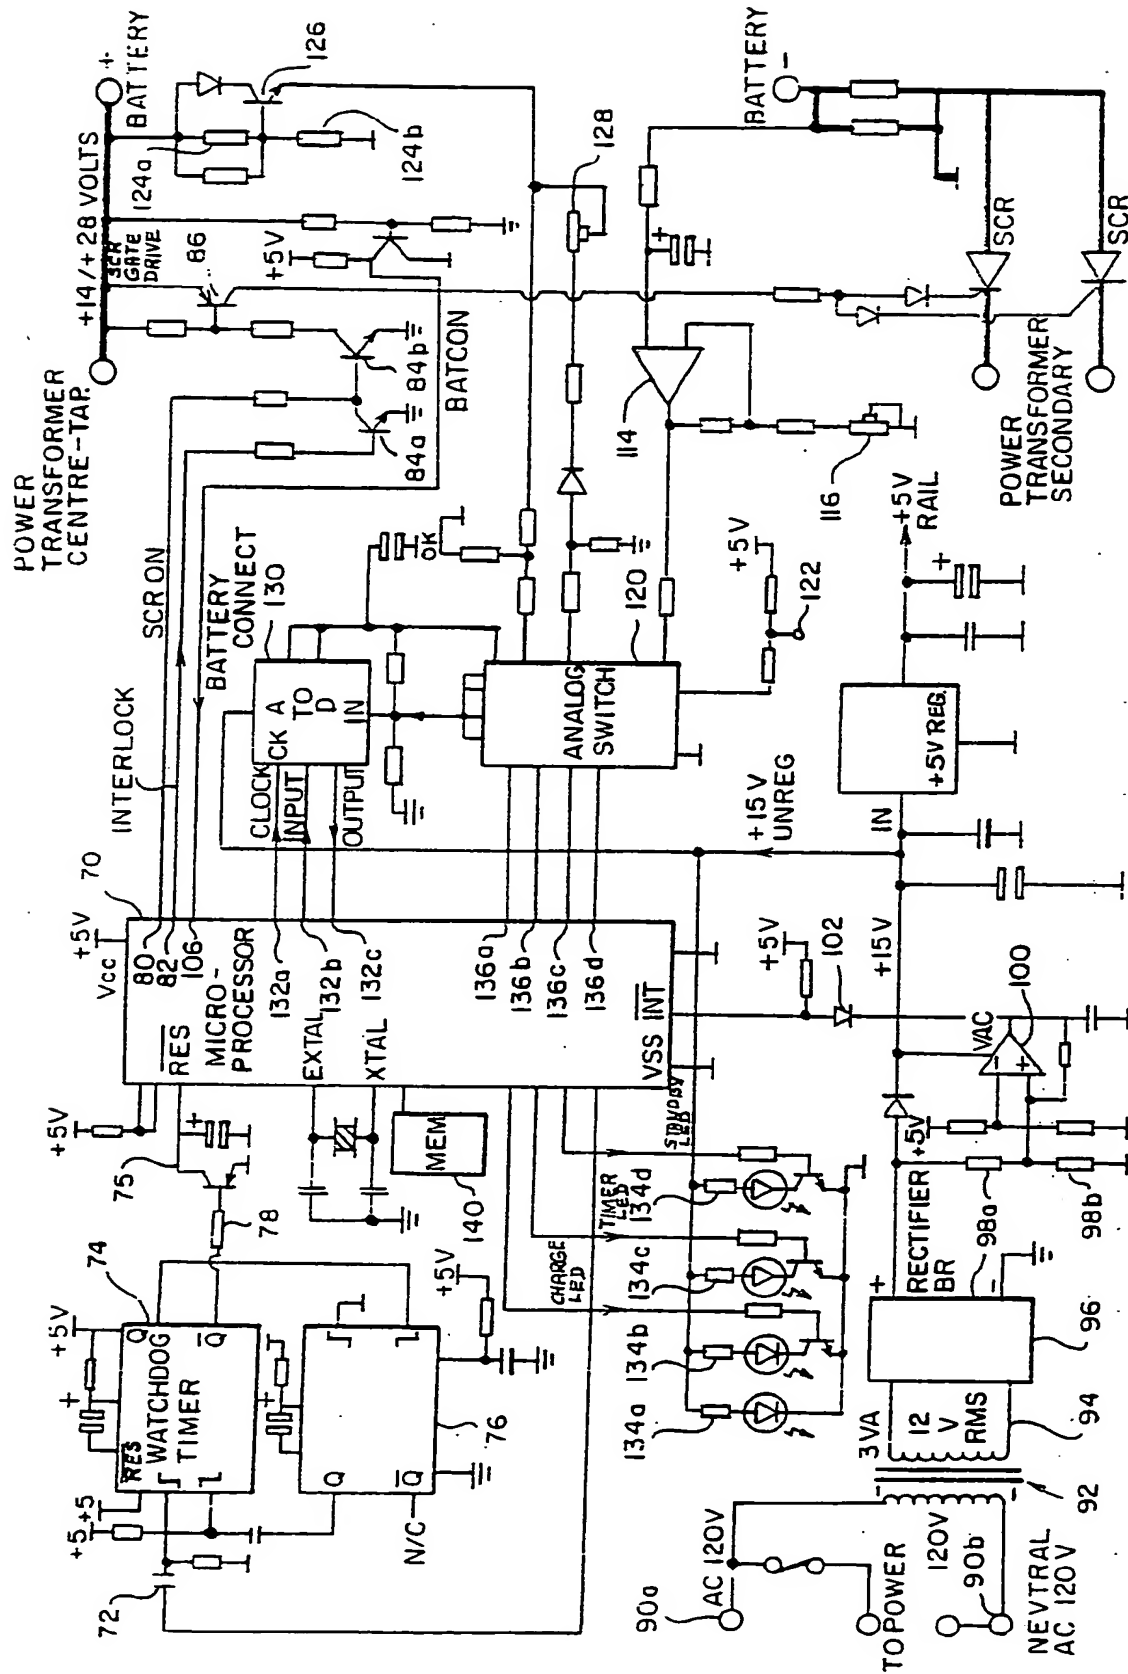 POWER
TRANSFORMER
CENTRE-TAP.
+14/+28 VOLTS
SCR
GATE
DRIVE
+
BATTERY
86
124a
126
124b
128
+5V
84b
84a
BATCON
SCR ON
INTERLOCK
BATTERY
CONNECT
130
70
+5V
Vcc
80
82
106
RES
MICRO-
PROCESSOR
132a
EXTAL
132b
XTAL
132c
136a
136b
136c
136d
VSS
INT
CLOCK
INPUT
OUTPUT
CK
A
TO
D
IN
OK
ANALOG
SWITCH
120
+5V
122
114
116
BATTERY
-
SCR
SCR
POWER
TRANSFORMER
SECONDARY
+5V
RAIL
+5V REG.
IN
+15V
UNREG
+15V
+5V
102
VAC
100
-
+
+5V
98a
98b
RECTIFIER
BR
+
-
96
94
3VA
12
V
RMS
92
120V
90b
NEVTRAL
AC 120V
TO POWER
AC 120V
90a
+5V
75
78
74
+5V
+
Q
Q
WATCHDOG
TIMER
RES
+5
+5
72
+
76
Q
Q
N/C
+5V
MEM
140
CHARGE
LED
TIMER
LED
STANDBY
LED
134a
134b
134c
134d